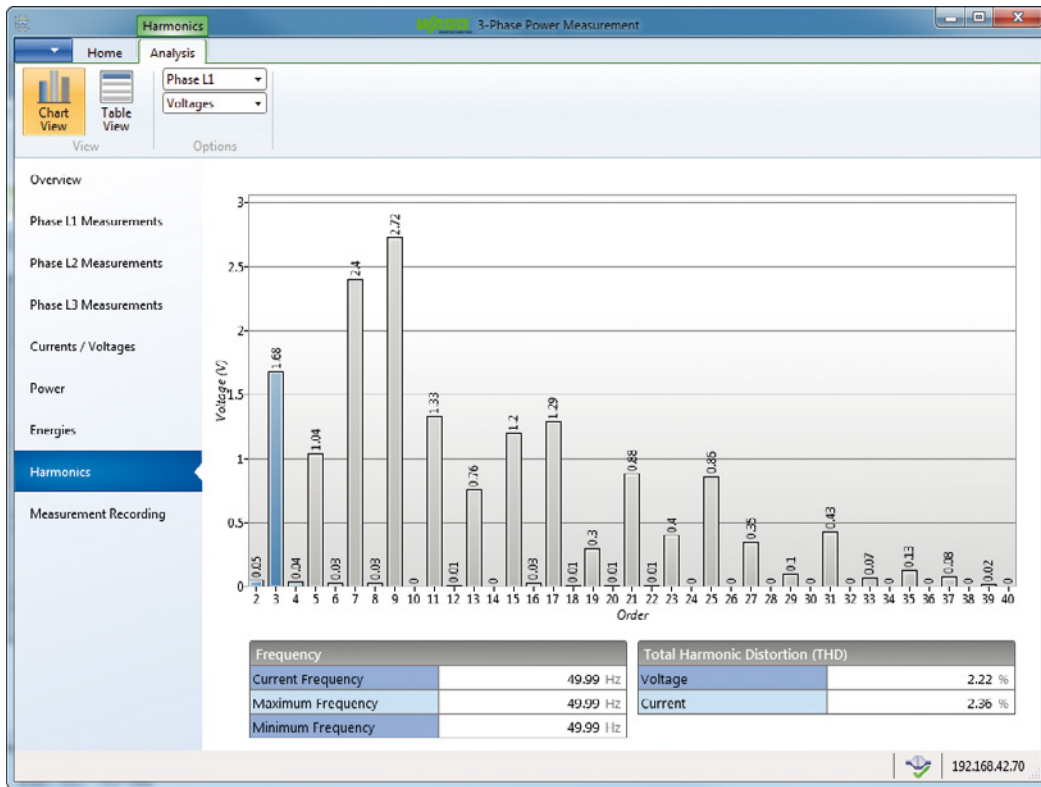 Harmonics
WAGO 3-Phase Power Measurement
Home Analysis
Chart View
Table View
Phase L1
Voltages
View Options
Overview
Phase L1 Measurements
Phase L2 Measurements
Phase L3 Measurements
Currents / Voltages
Power
Energies
Harmonics
Measurement Recording
Voltage (V)
3
2.5
2
1.5
1
0.5
0
0.05 1.68 0.04 1.04 0.03 2.4 0.03 2.72 0 1.33 0.01 0.76 0 1.2 0.03 1.29 0.01 0.3 0.01 0.88 0.01 0.4 0 0.85 0 0.35 0 0.1 0 0.43 0 0.07 0 0.13 0 0.08 0 0.02 0
2 3 4 5 6 7 8 9 10 11 12 13 14 15 16 17 18 19 20 21 22 23 24 25 26 27 28 29 30 31 32 33 34 35 36 37 38 39 40
Order
Frequency
Current Frequency 49.99 Hz
Maximum Frequency 49.99 Hz
Minimum Frequency 49.99 Hz
Total Harmonic Distortion (THD)
Voltage 2.22 %
Current 2.36 %
192.168.42.70